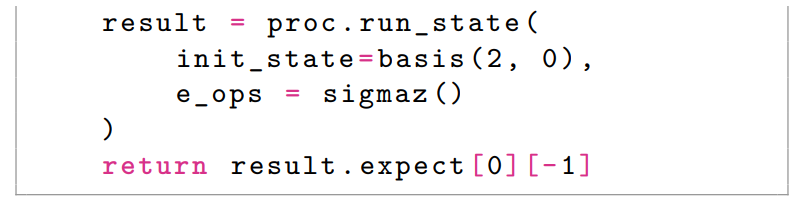 result = proc.run_state(
    init_state=basis(2, 0),
    e_ops = sigmaz()
)
return result.expect[0][-1]